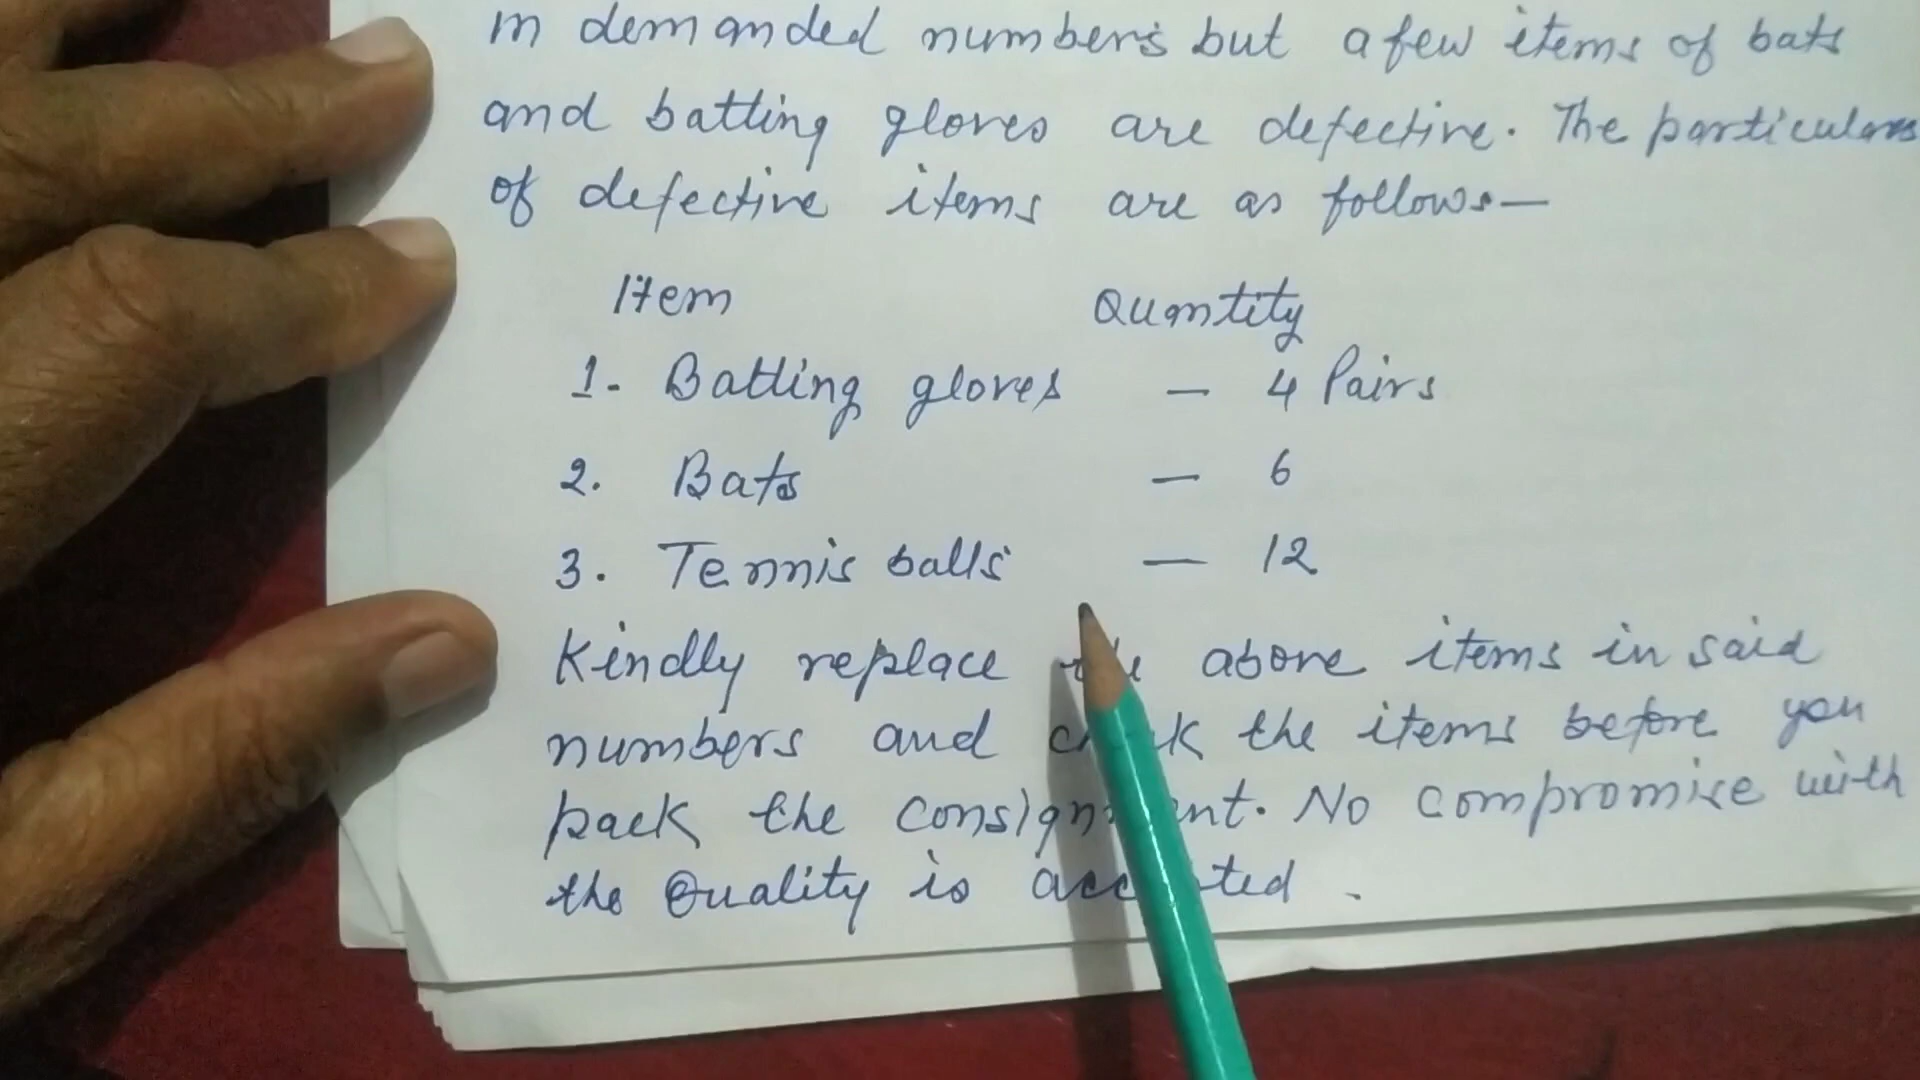 in demanded numbers but a few items of bats
and batting gloves are defective. The particulars
of defective items are as follows—
Item Quantity
1. Batting gloves — 4 Pairs
2. Bats — 6
3. Tennis balls — 12
Kindly replace above items in said
numbers and the items before you
pack the . No compromise with
the Quality is .